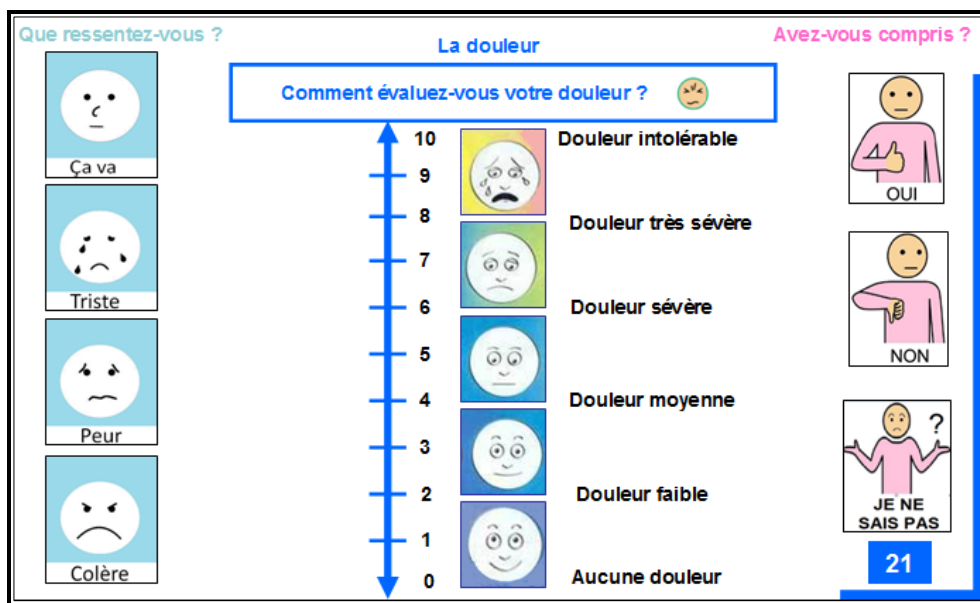 Que ressentez-vous ?
Ça va
Triste
Peur
Colère
La douleur
Comment évaluez-vous votre douleur ?
10 Douleur intolérable
9
8 Douleur très sévère
7
6 Douleur sévère
5
4 Douleur moyenne
3
2 Douleur faible
1
0 Aucune douleur
Avez-vous compris ?
OUI
NON
?
JE NE
SAIS PAS
21